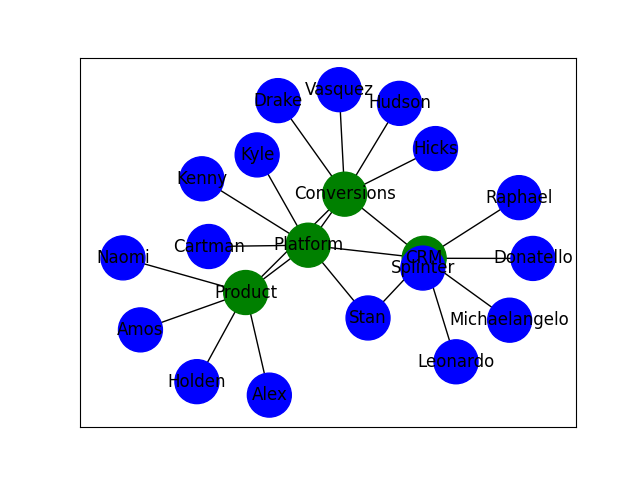 Vasquez
Drake
Hudson
Hicks
Kyle
Kenny
Conversions
Raphael
Platform
Cartman
Naomi
CRM
Donatello
Splinter
Product
Stan
Michaelangelo
Amos
Leonardo
Holden
Alex